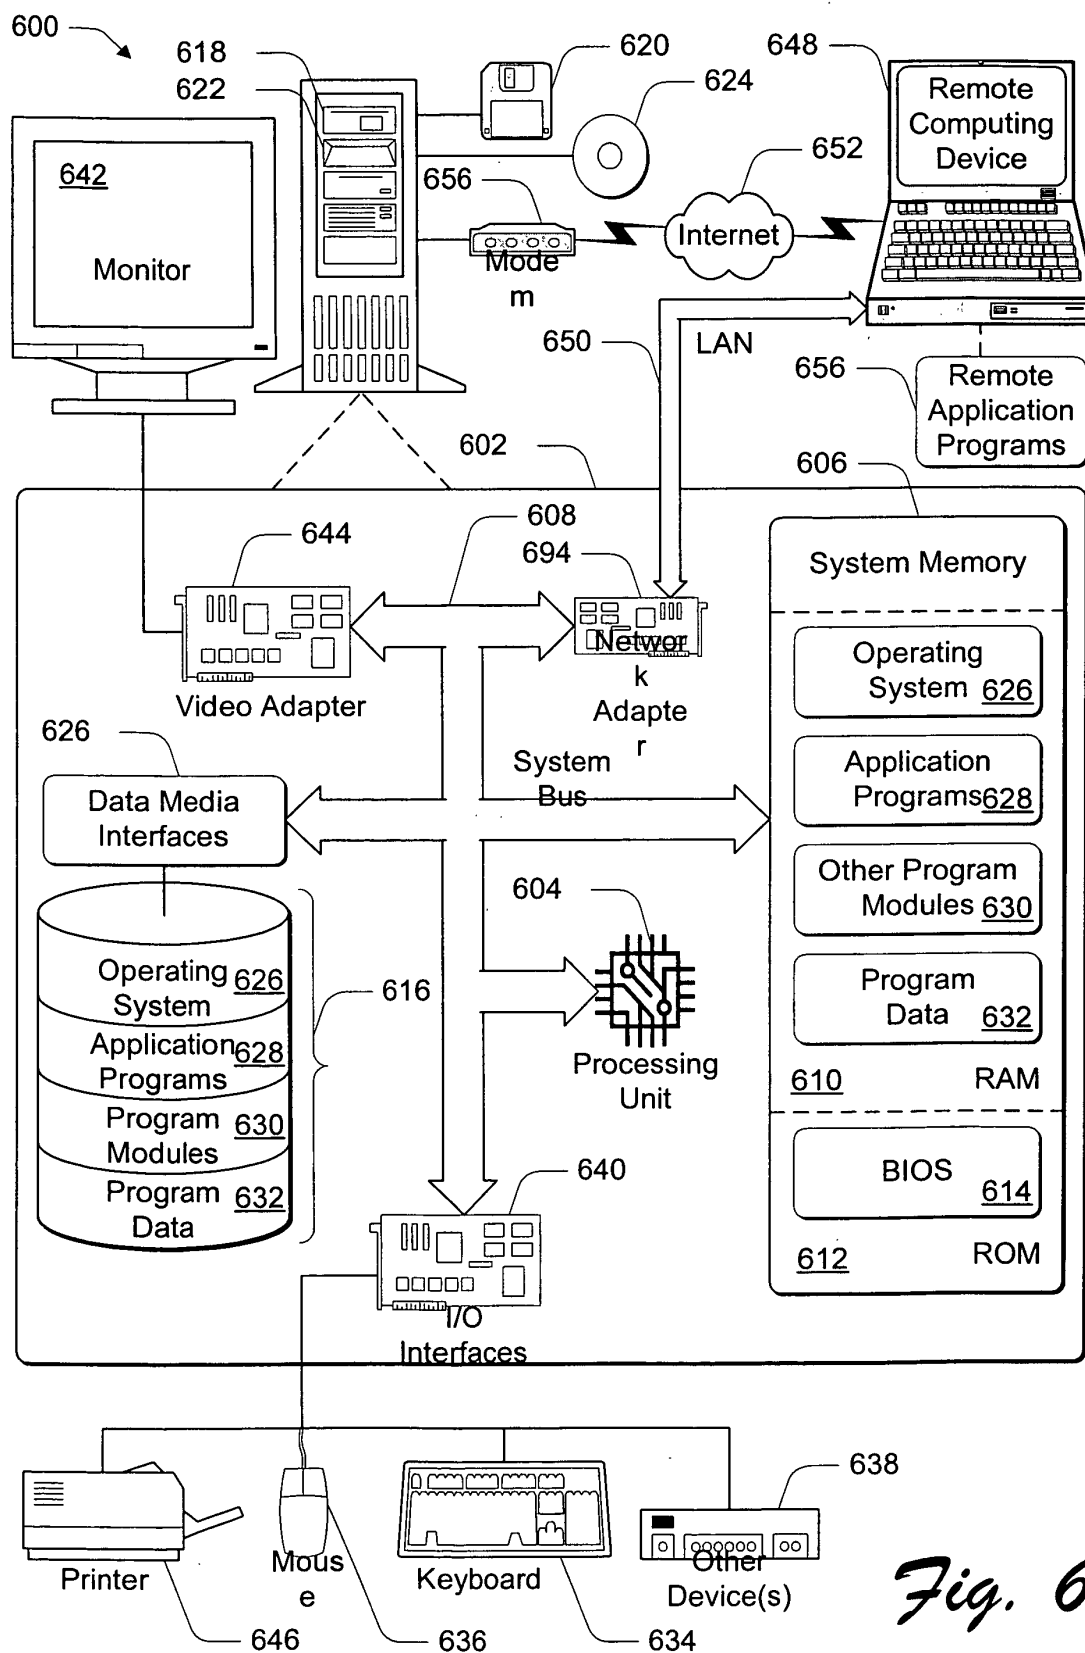 600
618
622
620
624
648
Remote
Computing
Device
642
Monitor
656
Mode
m
652
Internet
650
LAN
656
Remote
Application
Programs
602
606
System Memory
Operating
System 626
Application
Programs 628
Other Program
Modules 630
Program
Data 632
610 RAM
BIOS
614
612 ROM
644
Video Adapter
608
694
Networ
k
Adapte
r
System
Bus
626
Data Media
Interfaces
Operating
System 626
Application
Programs 628
Program
Modules 630
Program
Data 632
616
604
Processing
Unit
640
I/O
Interfaces
Printer
646
Mous
e
636
Keyboard
634
638
Other
Device(s)
Fig. 6